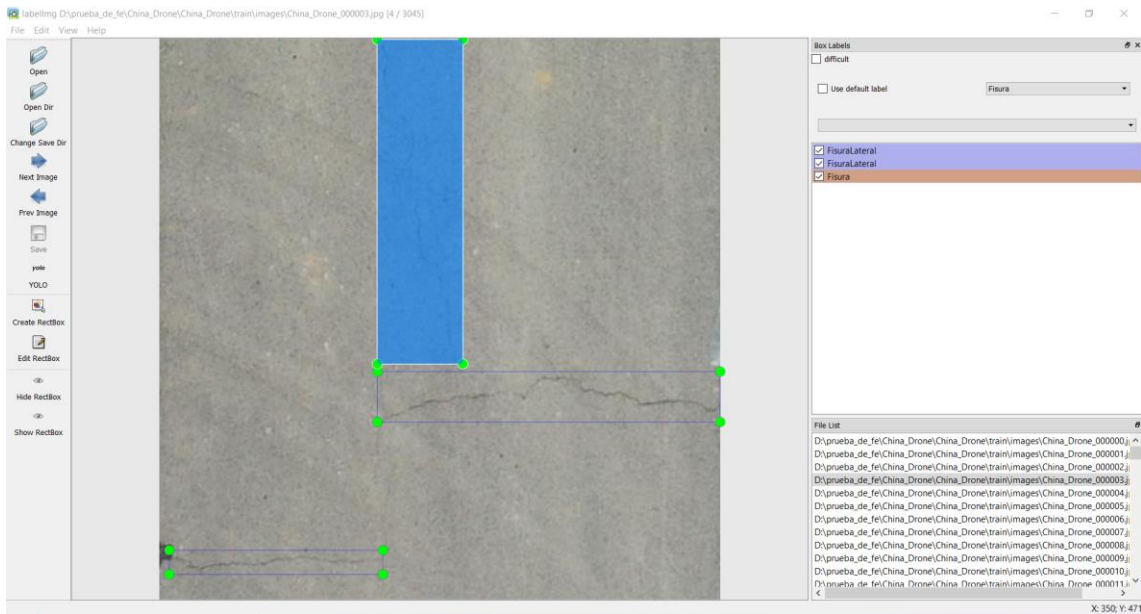 labelImg D:\prueba_de_fe\China_Drone\China_Drone\train\images\China_Drone_000003.jpg [4 / 3045]
File Edit View Help
Open
Open Dir
Change Save Dir
Next Image
Prev Image
Save
yolo
YOLO
Create RectBox
Edit RectBox
Hide RectBox
Show RectBox
Box Labels
difficult
Use default label
Fisura
FisuraLateral
FisuraLateral
Fisura
File List
D:\prueba_de_fe\China_Drone\China_Drone\train\images\China_Drone_000000.j
D:\prueba_de_fe\China_Drone\China_Drone\train\images\China_Drone_000001.j
D:\prueba_de_fe\China_Drone\China_Drone\train\images\China_Drone_000002.j
D:\prueba_de_fe\China_Drone\China_Drone\train\images\China_Drone_000003.j
D:\prueba_de_fe\China_Drone\China_Drone\train\images\China_Drone_000004.j
D:\prueba_de_fe\China_Drone\China_Drone\train\images\China_Drone_000005.j
D:\prueba_de_fe\China_Drone\China_Drone\train\images\China_Drone_000006.j
D:\prueba_de_fe\China_Drone\China_Drone\train\images\China_Drone_000007.j
D:\prueba_de_fe\China_Drone\China_Drone\train\images\China_Drone_000008.j
D:\prueba_de_fe\China_Drone\China_Drone\train\images\China_Drone_000009.j
D:\prueba_de_fe\China_Drone\China_Drone\train\images\China_Drone_000010.j
D:\prueba_de_fe\China_Drone\China_Drone\train\images\China_Drone_000011.j
X: 350; Y: 471